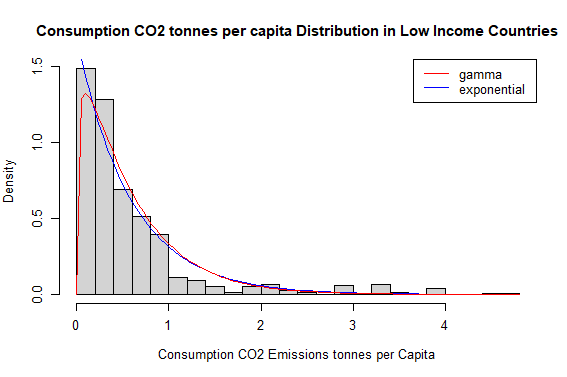 Consumption CO2 tonnes per capita Distribution in Low Income Countries
gamma
exponential
Density
1.5
1.0
0.5
0.0
0 1 2 3 4
Consumption CO2 Emissions tonnes per Capita